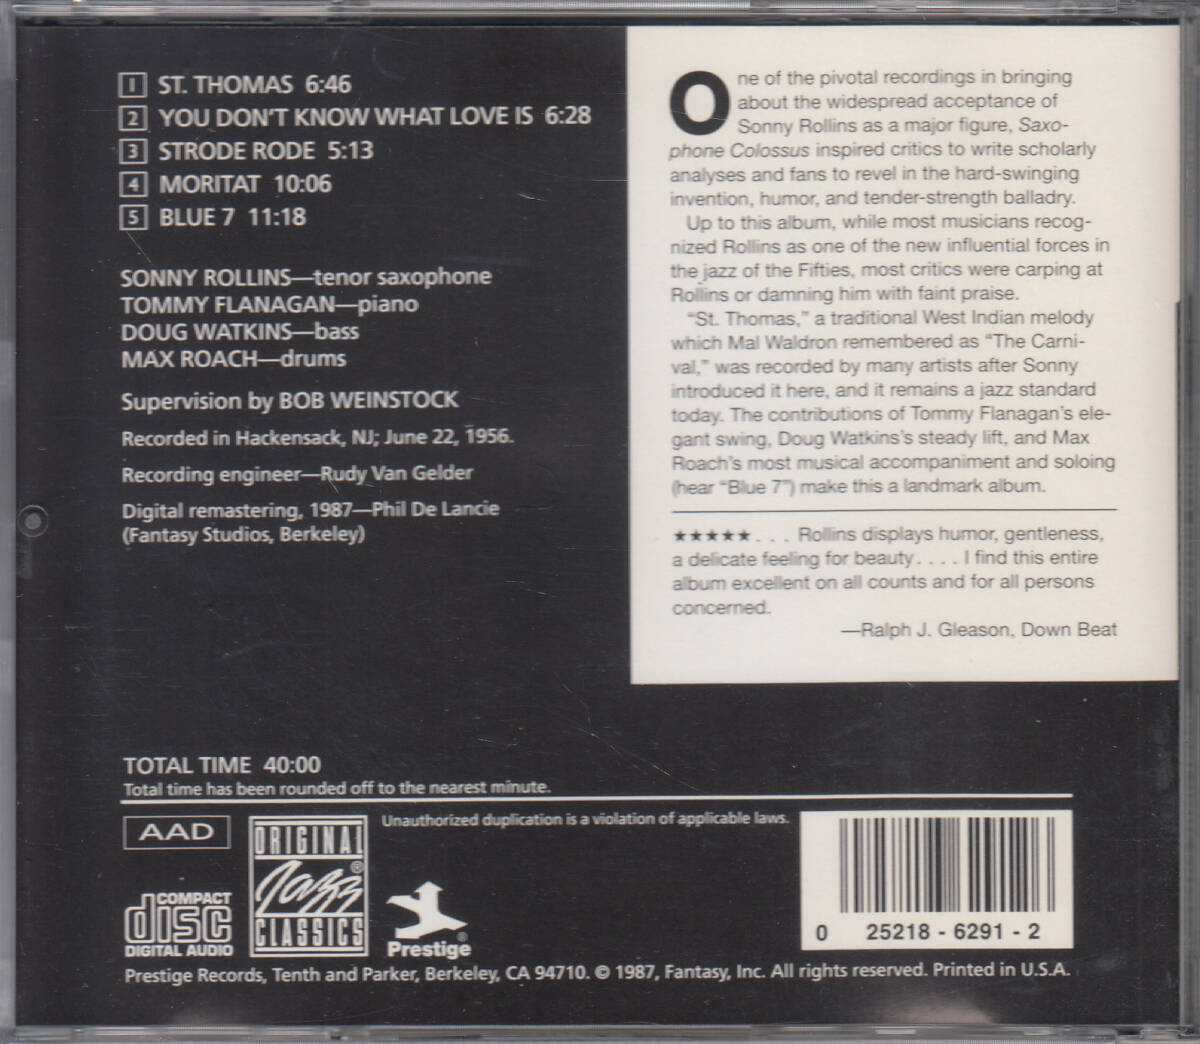 1 ST. THOMAS 6:46
2 YOU DON'T KNOW WHAT LOVE IS 6:28
3 STRODE RODE 5:13
4 MORITAT 10:06
5 BLUE 7 11:18
SONNY ROLLINS—tenor saxophone
TOMMY FLANAGAN—piano
DOUG WATKINS—bass
MAX ROACH—drums
Supervision by BOB WEINSTOCK
Recorded in Hackensack, NJ; June 22, 1956.
Recording engineer—Rudy Van Gelder
Digital remastering, 1987—Phil De Lancie
(Fantasy Studios, Berkeley)
One of the pivotal recordings in bringing
about the widespread acceptance of
Sonny Rollins as a major figure, Saxo-
phone Colossus inspired critics to write scholarly
analyses and fans to revel in the hard-swinging
invention, humor, and tender-strength balladry.
Up to this album, while most musicians recog-
nized Rollins as one of the new influential forces in
the jazz of the Fifties, most critics were carping at
Rollins or damning him with faint praise.
“St. Thomas,” a traditional West Indian melody
which Mal Waldron remembered as “The Carni-
val,” was recorded by many artists after Sonny
introduced it here, and it remains a jazz standard
today. The contributions of Tommy Flanagan's ele-
gant swing, Doug Watkins's steady lift, and Max
Roach's most musical accompaniment and soloing
(hear “Blue 7”) make this a landmark album.
★★★★★. . . Rollins displays humor, gentleness,
a delicate feeling for beauty. . . . I find this entire
album excellent on all counts and for all persons
concerned.
—Ralph J. Gleason, Down Beat
TOTAL TIME 40:00
Total time has been rounded off to the nearest minute.
AAD
ORIGINAL
Jazz®
CLASSICS
Unauthorized duplication is a violation of applicable laws.
COMPACT
disc
DIGITAL AUDIO
Prestige®
0 25218 - 6291 - 2
Prestige Records, Tenth and Parker, Berkeley, CA 94710. © 1987, Fantasy, Inc. All rights reserved. Printed in U.S.A.